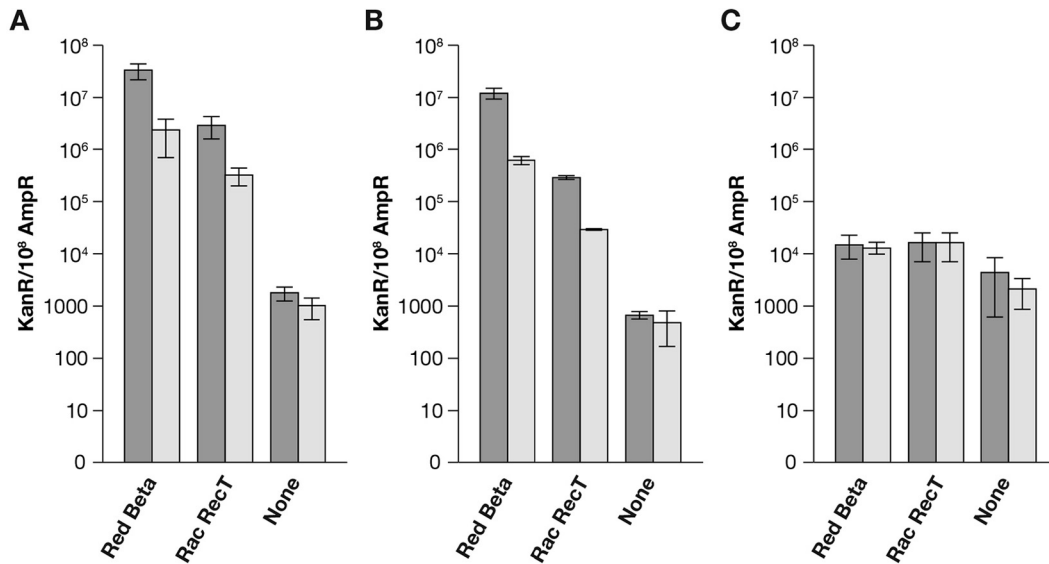 A
KanR/10⁸ AmpR
10⁸
10⁷
10⁶
10⁵
10⁴
1000
100
10
0
Red Beta
Rac RecT
None
B
KanR/10⁸ AmpR
10⁸
10⁷
10⁶
10⁵
10⁴
1000
100
10
0
Red Beta
Rac RecT
None
C
KanR/10⁸ AmpR
10⁸
10⁷
10⁶
10⁵
10⁴
1000
100
10
0
Red Beta
Rac RecT
None